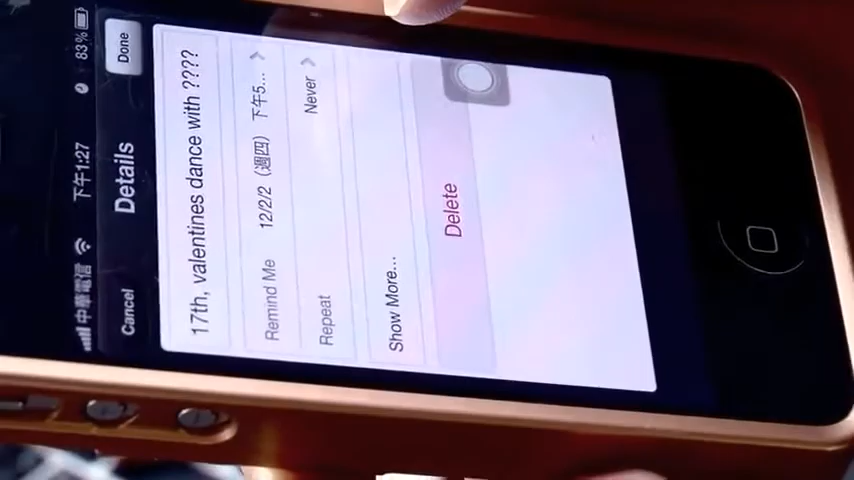 中華電信 下午1:27 83%
Cancel Details Done
17th, valentines dance with ????
Remind Me 12/2/2（週四） 下午5...
Repeat Never
Show More...
Delete